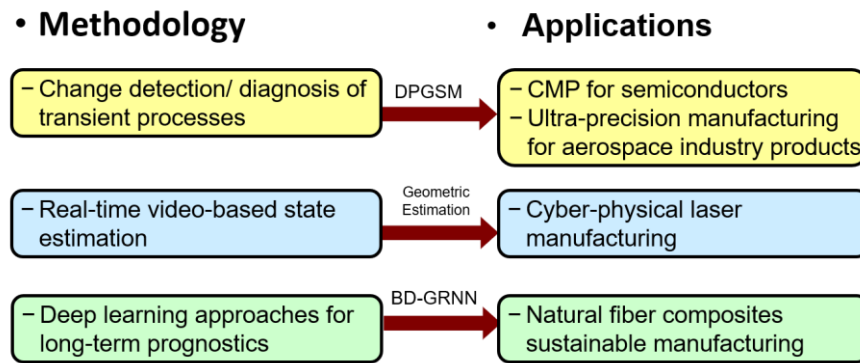 • Methodology
• Applications
– Change detection/ diagnosis of
transient processes
DPGSM
– CMP for semiconductors
– Ultra-precision manufacturing
for aerospace industry products
– Real-time video-based state
estimation
Geometric
Estimation
– Cyber-physical laser
manufacturing
– Deep learning approaches for
long-term prognostics
BD-GRNN
– Natural fiber composites
sustainable manufacturing